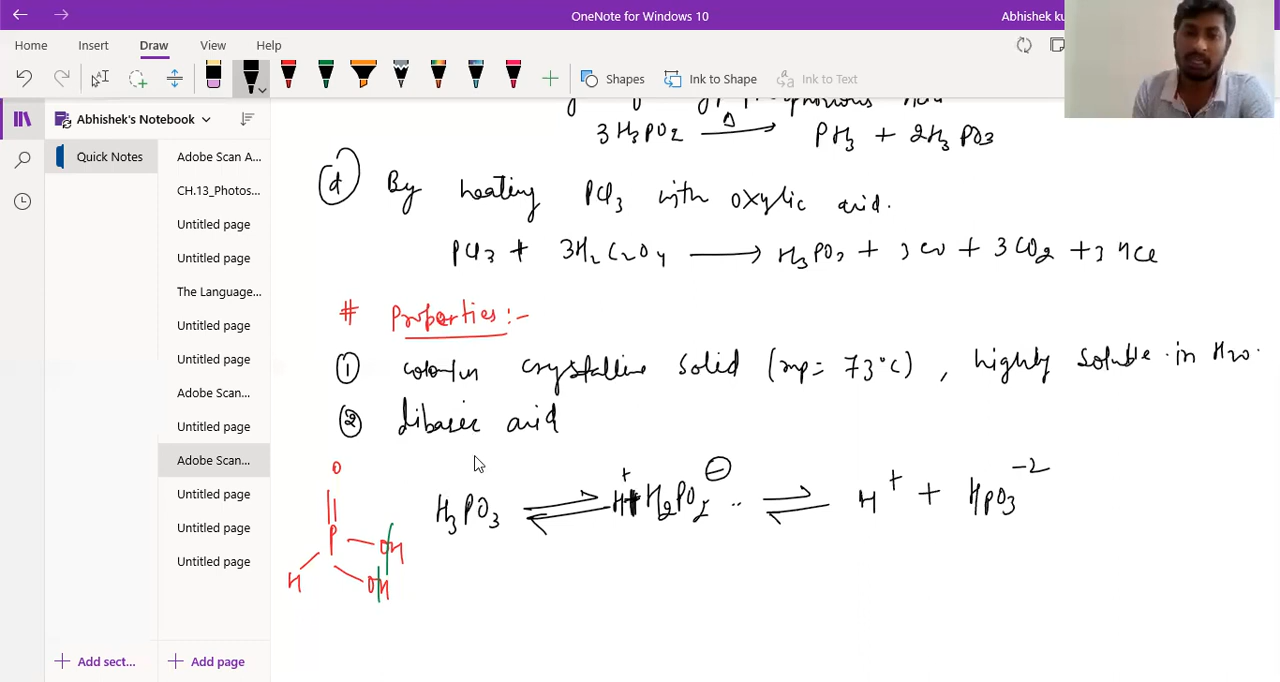 OneNote for Windows 10
Abhishek ku
Home Insert Draw View Help
Shapes Ink to Shape Ink to Text
Abhishek's Notebook
Quick Notes
Adobe Scan A...
CH.13_Photos...
Untitled page
Untitled page
The Language...
Untitled page
Untitled page
Adobe Scan...
Untitled page
Adobe Scan...
Untitled page
Untitled page
Untitled page
Add sect...
Add page
3H3PO2 —Δ→ PH3 + 2H3PO3
(d) By heating PCl3 with oxylic acid.
PCl3 + 3H2C2O4 ⟶ H3PO3 + 3CO + 3CO2 + 3HCl
# Properties:-
① crystalline solid (mp= 73°C), highly soluble in H2O.
② dibasic acid
O
H3PO3 ⇌ H+ + ⇌ H+ + HPO3-2
P
OH
H
OH